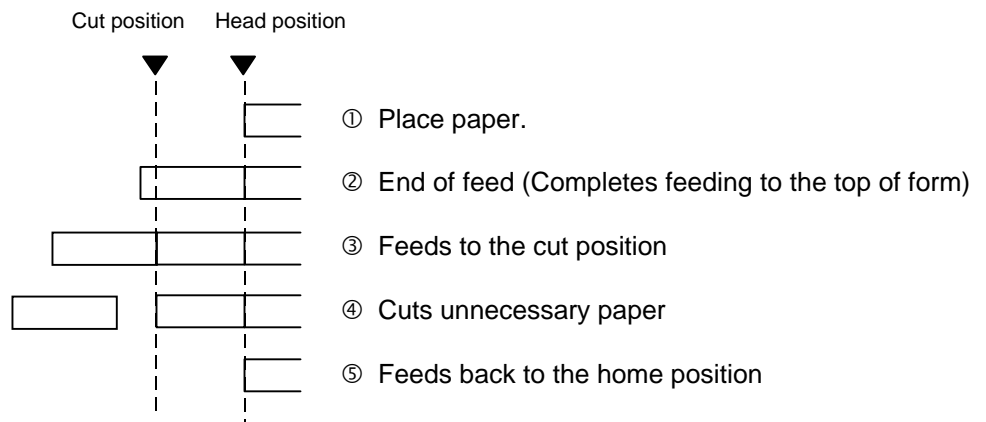 Cut position Head position
① Place paper.
② End of feed (Completes feeding to the top of form)
③ Feeds to the cut position
④ Cuts unnecessary paper
⑤ Feeds back to the home position